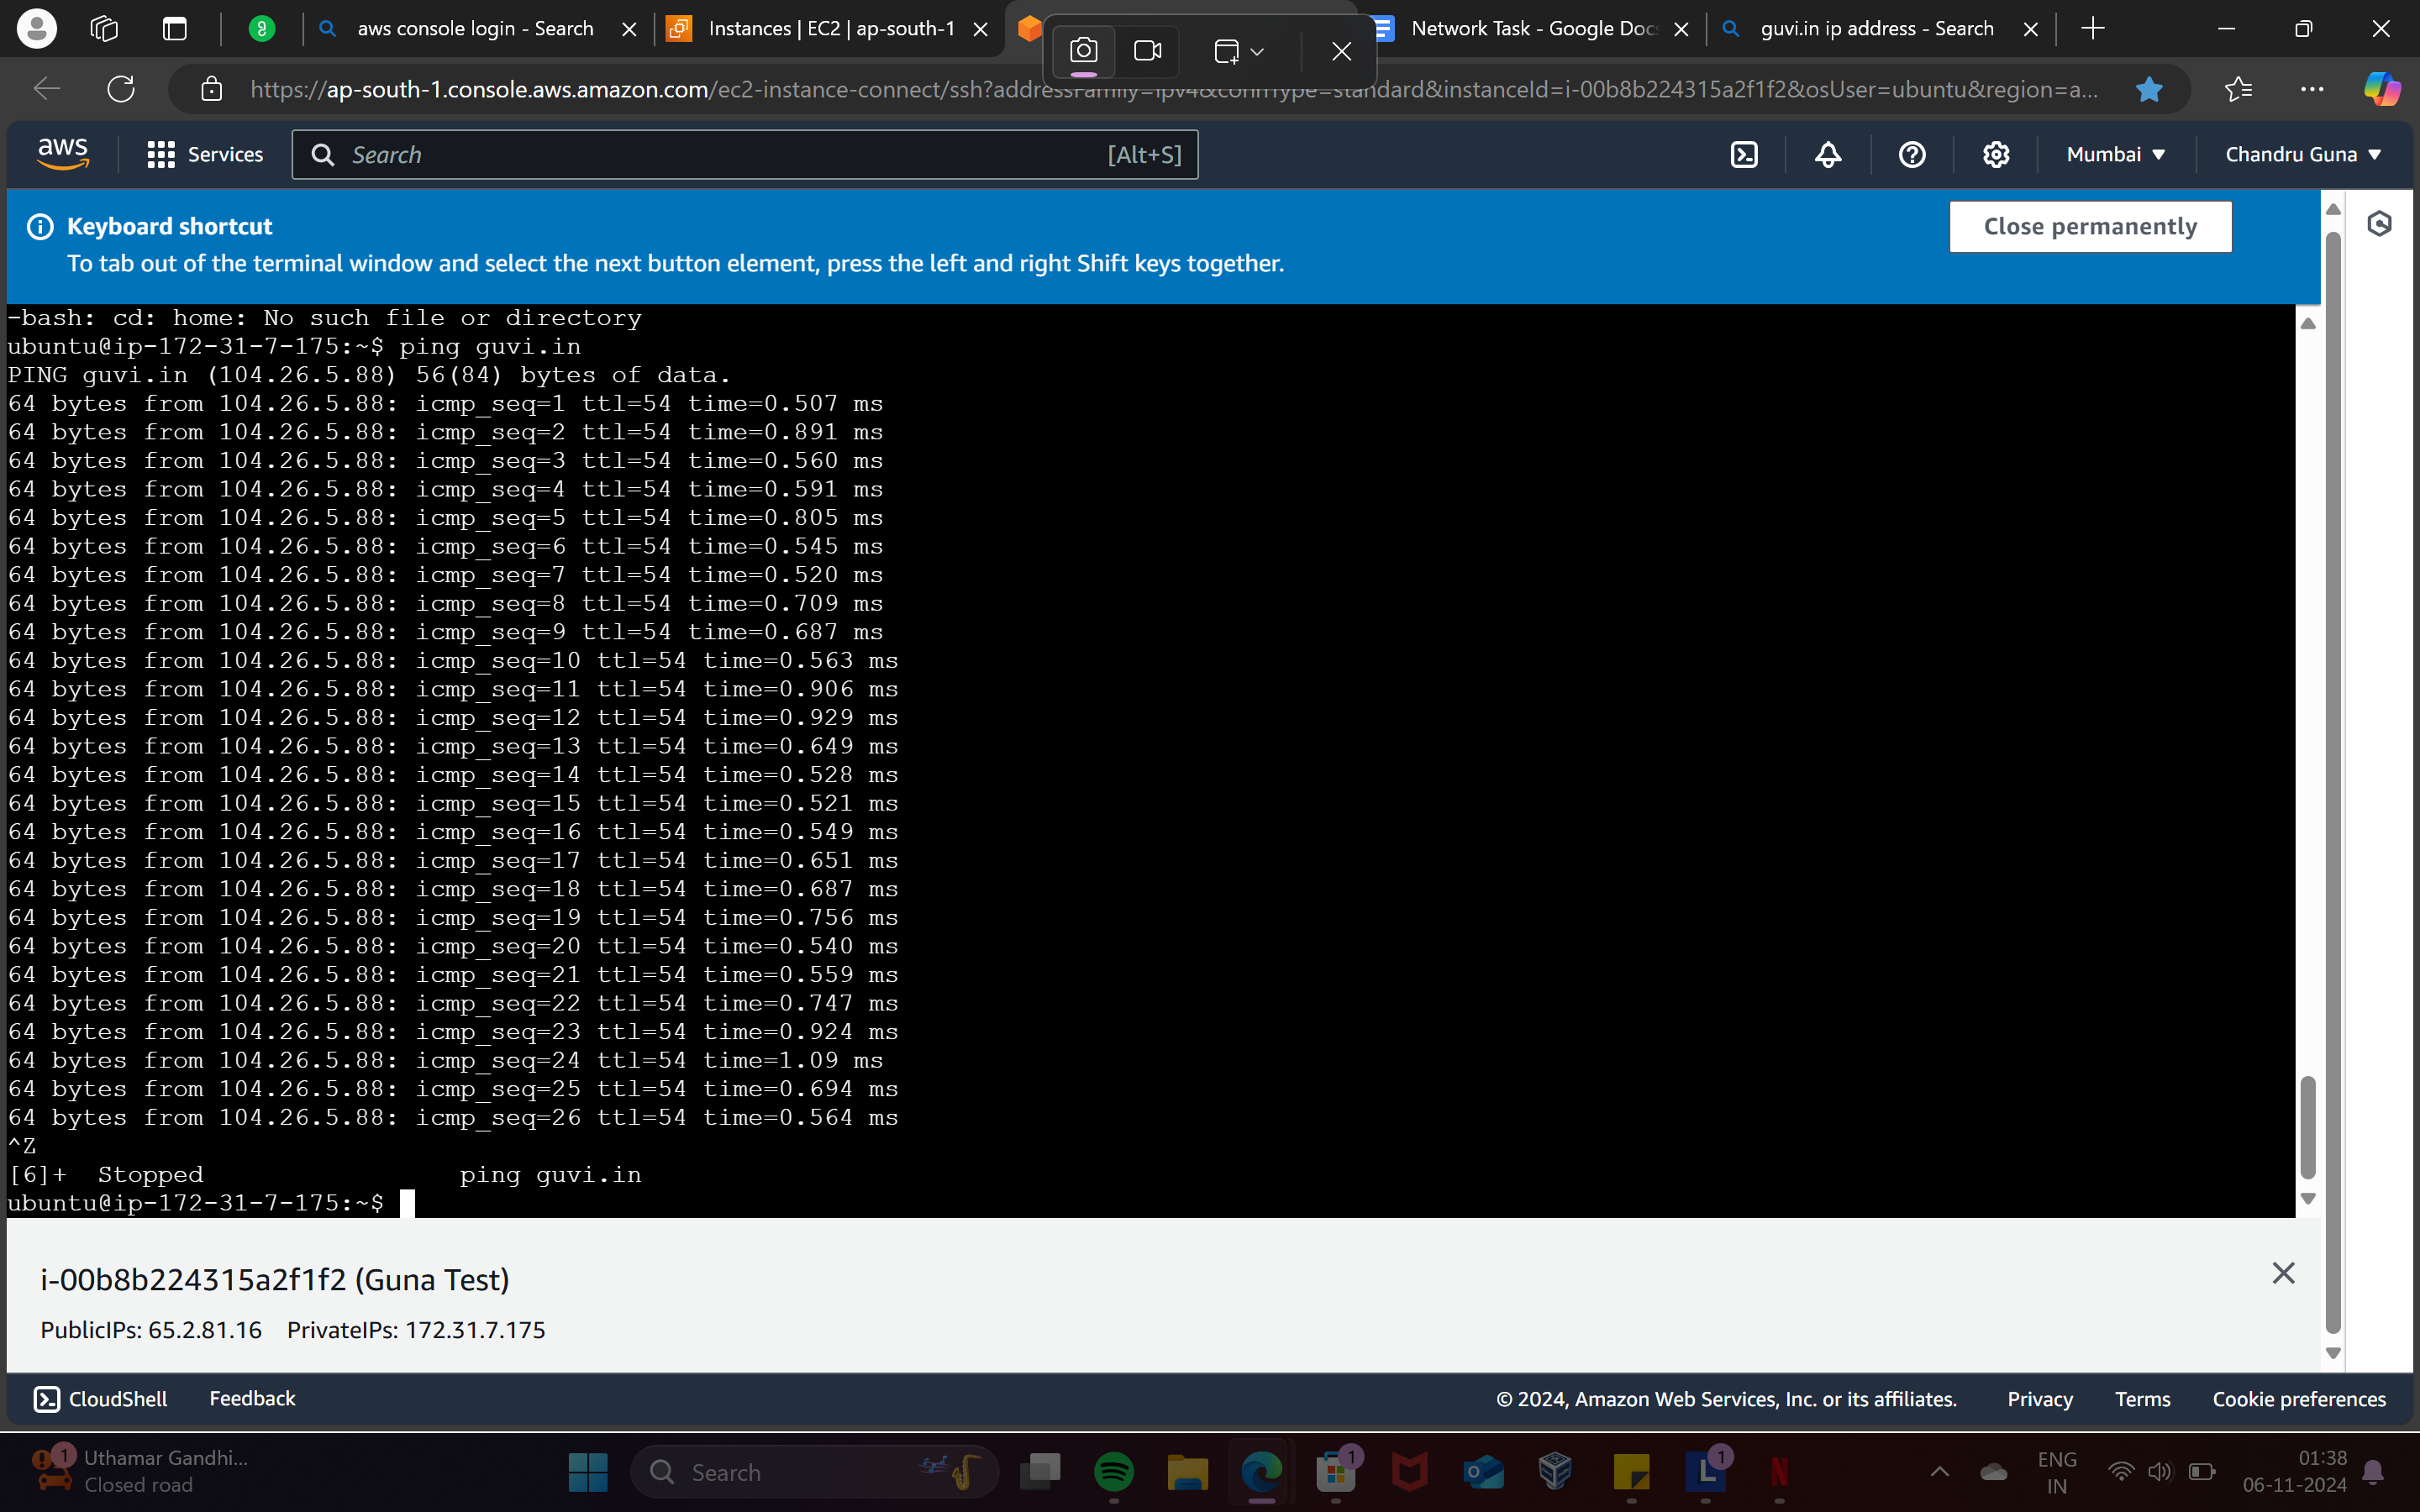 aws console login - Search
Instances | EC2 | ap-south-1
Network Task - Google Doc
guvi.in ip address - Search
https://ap-south-1.console.aws.amazon.com/ec2-instance-connect/ssh?addressFamily=ipv4&connType=standard&instanceId=i-00b8b224315a2f1f2&osUser=ubuntu&region=a...
aws
Services
Search
[Alt+S]
Mumbai
Chandru Guna
Keyboard shortcut
Close permanently
To tab out of the terminal window and select the next button element, press the left and right Shift keys together.
-bash: cd: home: No such file or directory
ubuntu@ip-172-31-7-175:~$ ping guvi.in
PING guvi.in (104.26.5.88) 56(84) bytes of data.
64 bytes from 104.26.5.88: icmp_seq=1 ttl=54 time=0.507 ms
64 bytes from 104.26.5.88: icmp_seq=2 ttl=54 time=0.891 ms
64 bytes from 104.26.5.88: icmp_seq=3 ttl=54 time=0.560 ms
64 bytes from 104.26.5.88: icmp_seq=4 ttl=54 time=0.591 ms
64 bytes from 104.26.5.88: icmp_seq=5 ttl=54 time=0.805 ms
64 bytes from 104.26.5.88: icmp_seq=6 ttl=54 time=0.545 ms
64 bytes from 104.26.5.88: icmp_seq=7 ttl=54 time=0.520 ms
64 bytes from 104.26.5.88: icmp_seq=8 ttl=54 time=0.709 ms
64 bytes from 104.26.5.88: icmp_seq=9 ttl=54 time=0.687 ms
64 bytes from 104.26.5.88: icmp_seq=10 ttl=54 time=0.563 ms
64 bytes from 104.26.5.88: icmp_seq=11 ttl=54 time=0.906 ms
64 bytes from 104.26.5.88: icmp_seq=12 ttl=54 time=0.929 ms
64 bytes from 104.26.5.88: icmp_seq=13 ttl=54 time=0.649 ms
64 bytes from 104.26.5.88: icmp_seq=14 ttl=54 time=0.528 ms
64 bytes from 104.26.5.88: icmp_seq=15 ttl=54 time=0.521 ms
64 bytes from 104.26.5.88: icmp_seq=16 ttl=54 time=0.549 ms
64 bytes from 104.26.5.88: icmp_seq=17 ttl=54 time=0.651 ms
64 bytes from 104.26.5.88: icmp_seq=18 ttl=54 time=0.687 ms
64 bytes from 104.26.5.88: icmp_seq=19 ttl=54 time=0.756 ms
64 bytes from 104.26.5.88: icmp_seq=20 ttl=54 time=0.540 ms
64 bytes from 104.26.5.88: icmp_seq=21 ttl=54 time=0.559 ms
64 bytes from 104.26.5.88: icmp_seq=22 ttl=54 time=0.747 ms
64 bytes from 104.26.5.88: icmp_seq=23 ttl=54 time=0.924 ms
64 bytes from 104.26.5.88: icmp_seq=24 ttl=54 time=1.09 ms
64 bytes from 104.26.5.88: icmp_seq=25 ttl=54 time=0.694 ms
64 bytes from 104.26.5.88: icmp_seq=26 ttl=54 time=0.564 ms
^Z
[6]+  Stopped                 ping guvi.in
ubuntu@ip-172-31-7-175:~$
i-00b8b224315a2f1f2 (Guna Test)
PublicIPs: 65.2.81.16    PrivateIPs: 172.31.7.175
CloudShell
Feedback
© 2024, Amazon Web Services, Inc. or its affiliates.
Privacy
Terms
Cookie preferences
1
Uthamar Gandhi...
Closed road
Search
1
1
ENG
IN
01:38
06-11-2024